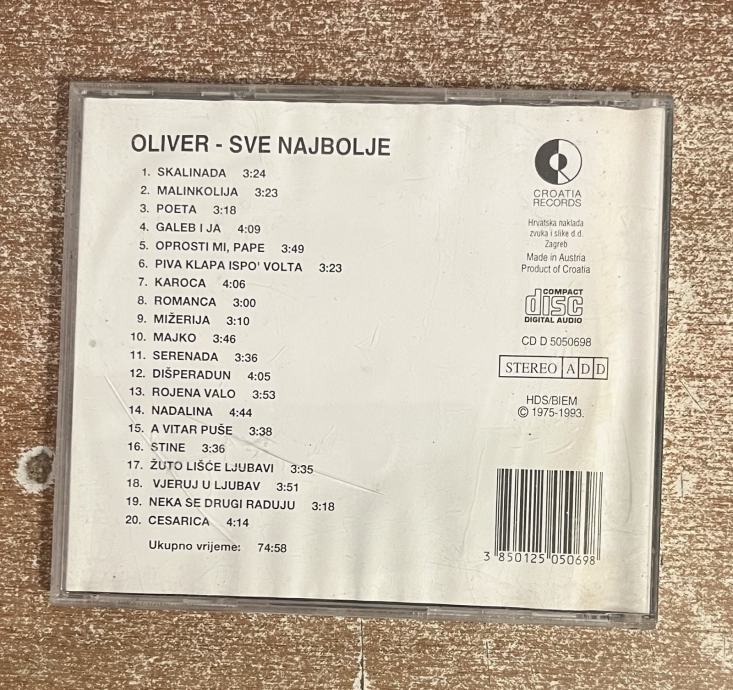 OLIVER - SVE NAJBOLJE
1. SKALINADA 3:24
2. MALINKOLIJA 3:23
3. POETA 3:18
4. GALEB I JA 4:09
5. OPROSTI MI, PAPE 3:49
6. PIVA KLAPA ISPO' VOLTA 3:23
7. KAROCA 4:06
8. ROMANCA 3:00
9. MIŽERIJA 3:10
10. MAJKO 3:46
11. SERENADA 3:36
12. DIŠPERADUN 4:05
13. ROJENA VALO 3:53
14. NADALINA 4:44
15. A VITAR PUŠE 3:38
16. STINE 3:36
17. ŽUTO LIŠĆE LJUBAVI 3:35
18. VJERUJ U LJUBAV 3:51
19. NEKA SE DRUGI RADUJU 3:18
20. CESARICA 4:14
Ukupno vrijeme: 74:58
CROATIA
RECORDS
Hrvatska naklada
zvuka i slike d.d.
Zagreb
Made in Austria
Product of Croatia
COMPACT
disc
DIGITAL AUDIO
CD D 5050698
STEREO A D D
HDS/BIEM
© 1975-1993.
3 850125 050698